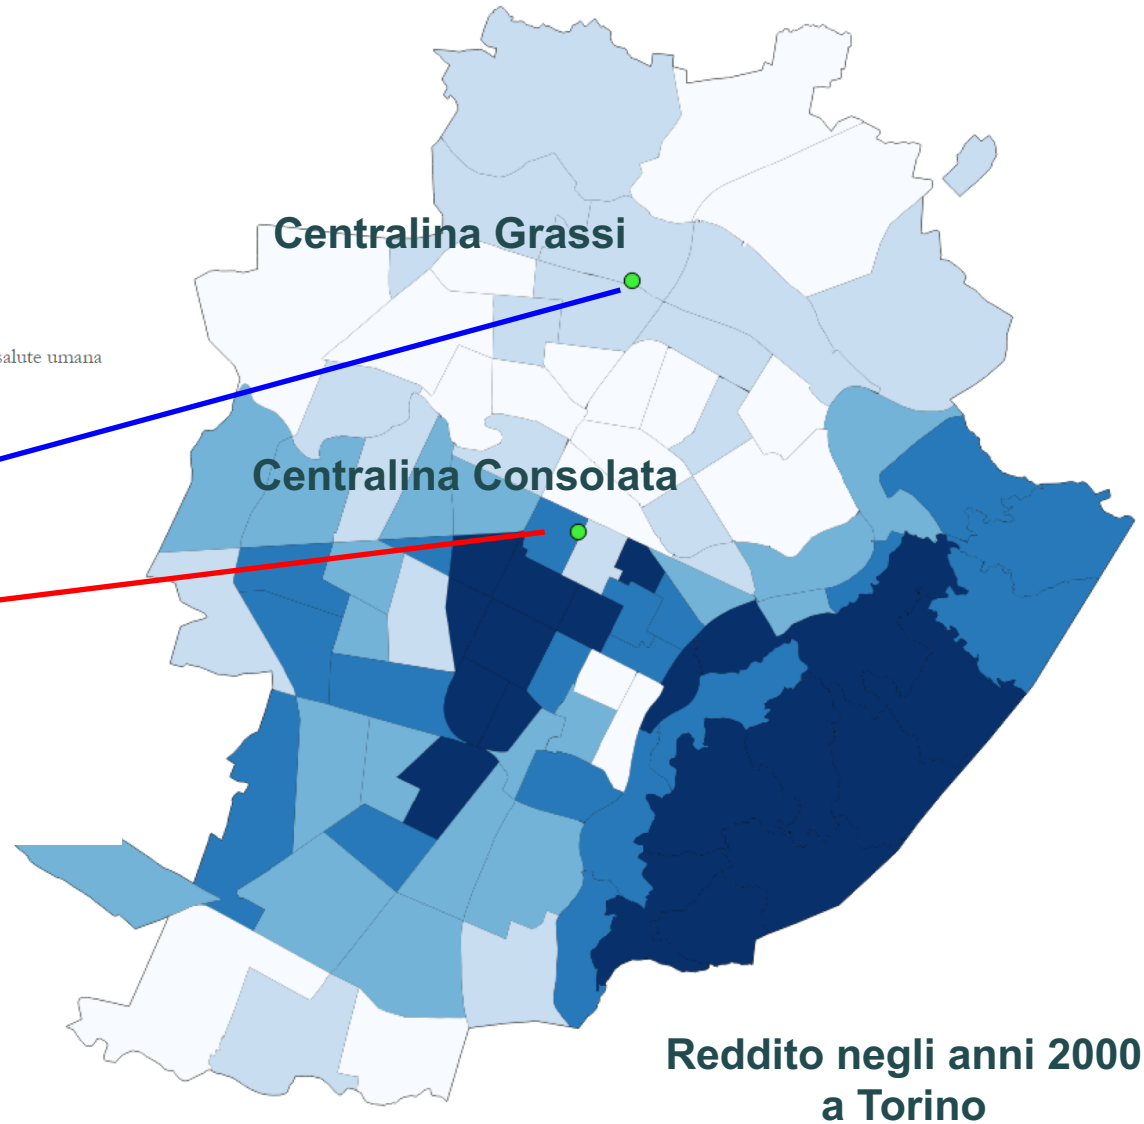 Centralina Grassi
salute umana
Centralina Consolata
Reddito negli anni 2000
a Torino